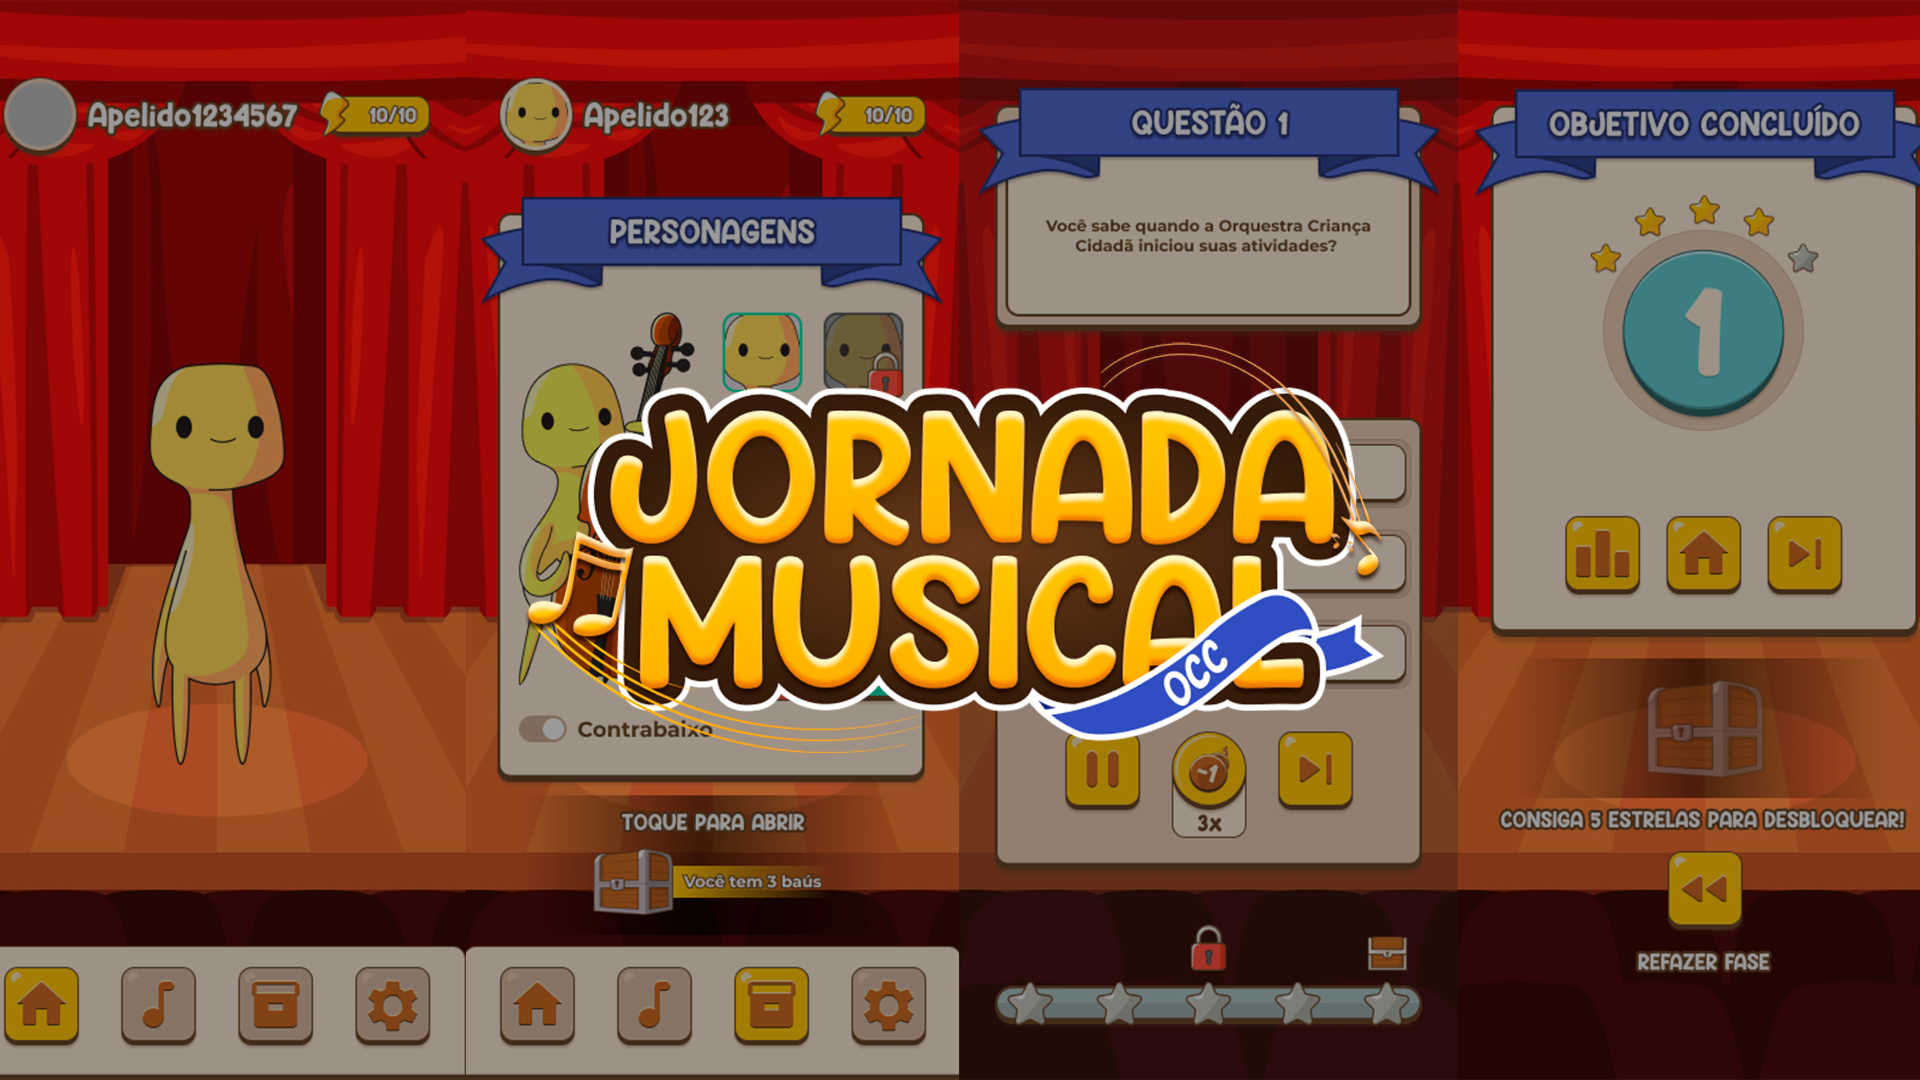 Apelido1234567
10/10
Apelido123
10/10
PERSONAGENS
Contrabaixo
TOQUE PARA ABRIR
Você tem 3 baús
QUESTÃO 1
Você sabe quando a Orquestra Criança
Cidadã iniciou suas atividades?
-1
3x
OBJETIVO CONCLUÍDO
1
CONSIGA 5 ESTRELAS PARA DESBLOQUEAR!
REFAZER FASE
JORNADA
MUSICAL
OCC